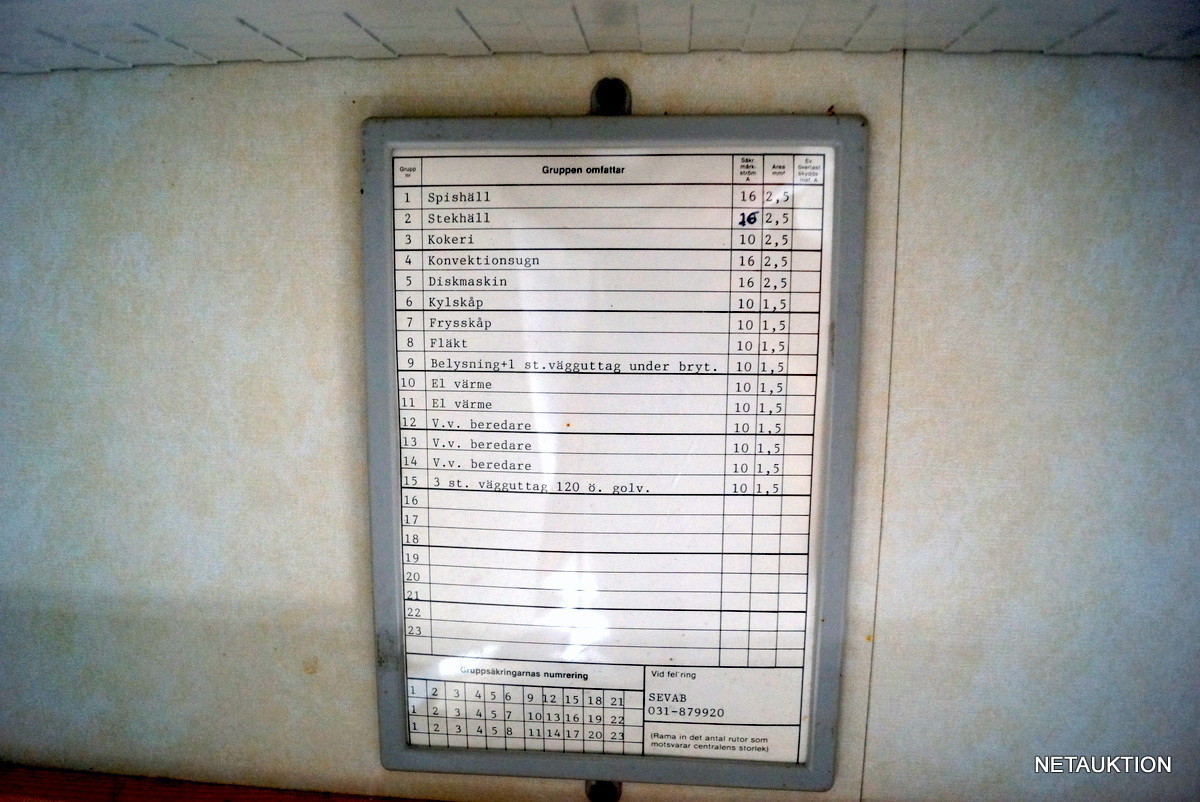 Grupp nr Gruppen omfattar Säkr märk- ström A Area mm² Ev. Överlast skydds- inst. A
1 Spishäll 16 2,5
2 Stekhäll 16 2,5
3 Kokeri 10 2,5
4 Konvektionsugn 16 2,5
5 Diskmaskin 16 2,5
6 Kylskåp 10 1,5
7 Frysskåp 10 1,5
8 Fläkt 10 1,5
9 Belysning+1 st.vägguttag under bryt. 10 1,5
10 El värme 10 1,5
11 El värme 10 1,5
12 V.v. beredare 10 1,5
13 V.v. beredare 10 1,5
14 V.v. beredare 10 1,5
15 3 st. vägguttag 120 ö. golv. 10 1,5
16
17
18
19
20
21
22
23
Gruppsäkringarnas numrering
1 2 3 4 5 6 9 12 15 18 21
1 2 3 4 5 7 10 13 16 19 22
1 2 3 4 5 8 11 14 17 20 23
Vid fel ring
SEVAB
031-879920
(Rama in det antal rutor som
motsvarar centralens storlek)
NETAUKTION